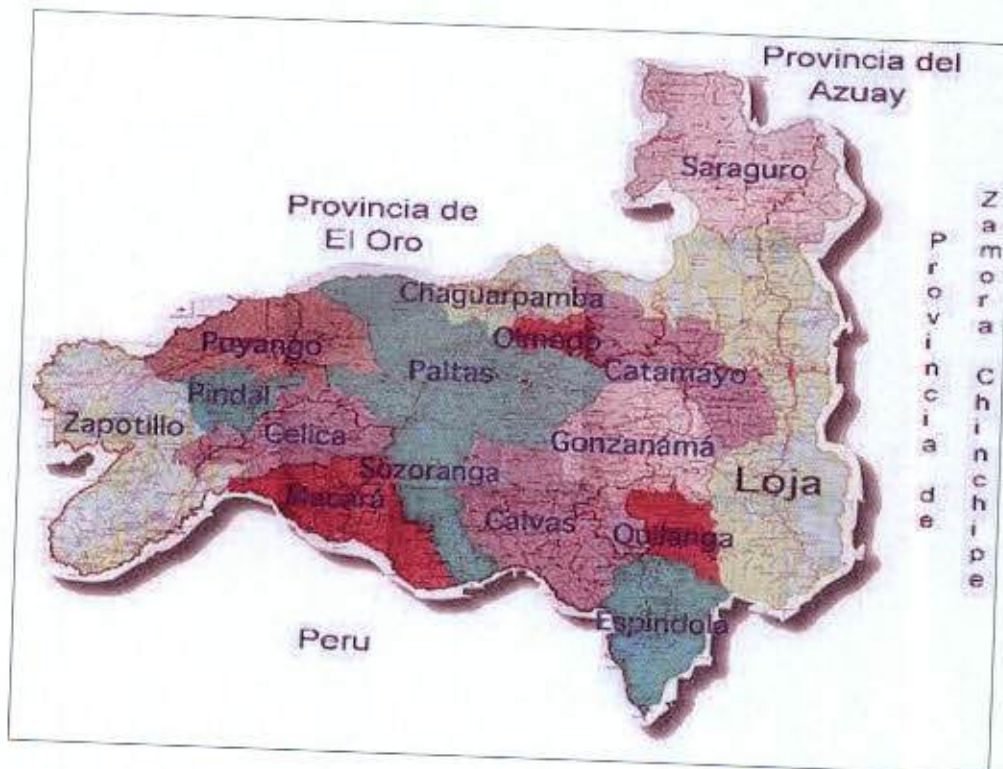 Provincia del
Azuay
Saraguro
Provincia de
El Oro
Zamora Chinchipe
Provincia de
Chaguarpamba
Puyango
Olmedo
Paltas
Catamayo
Pindal
Zapotillo
Celica
Gonzanámá
Sozoranga
Loja
Macará
Calvas
Quilanga
Espíndola
Peru